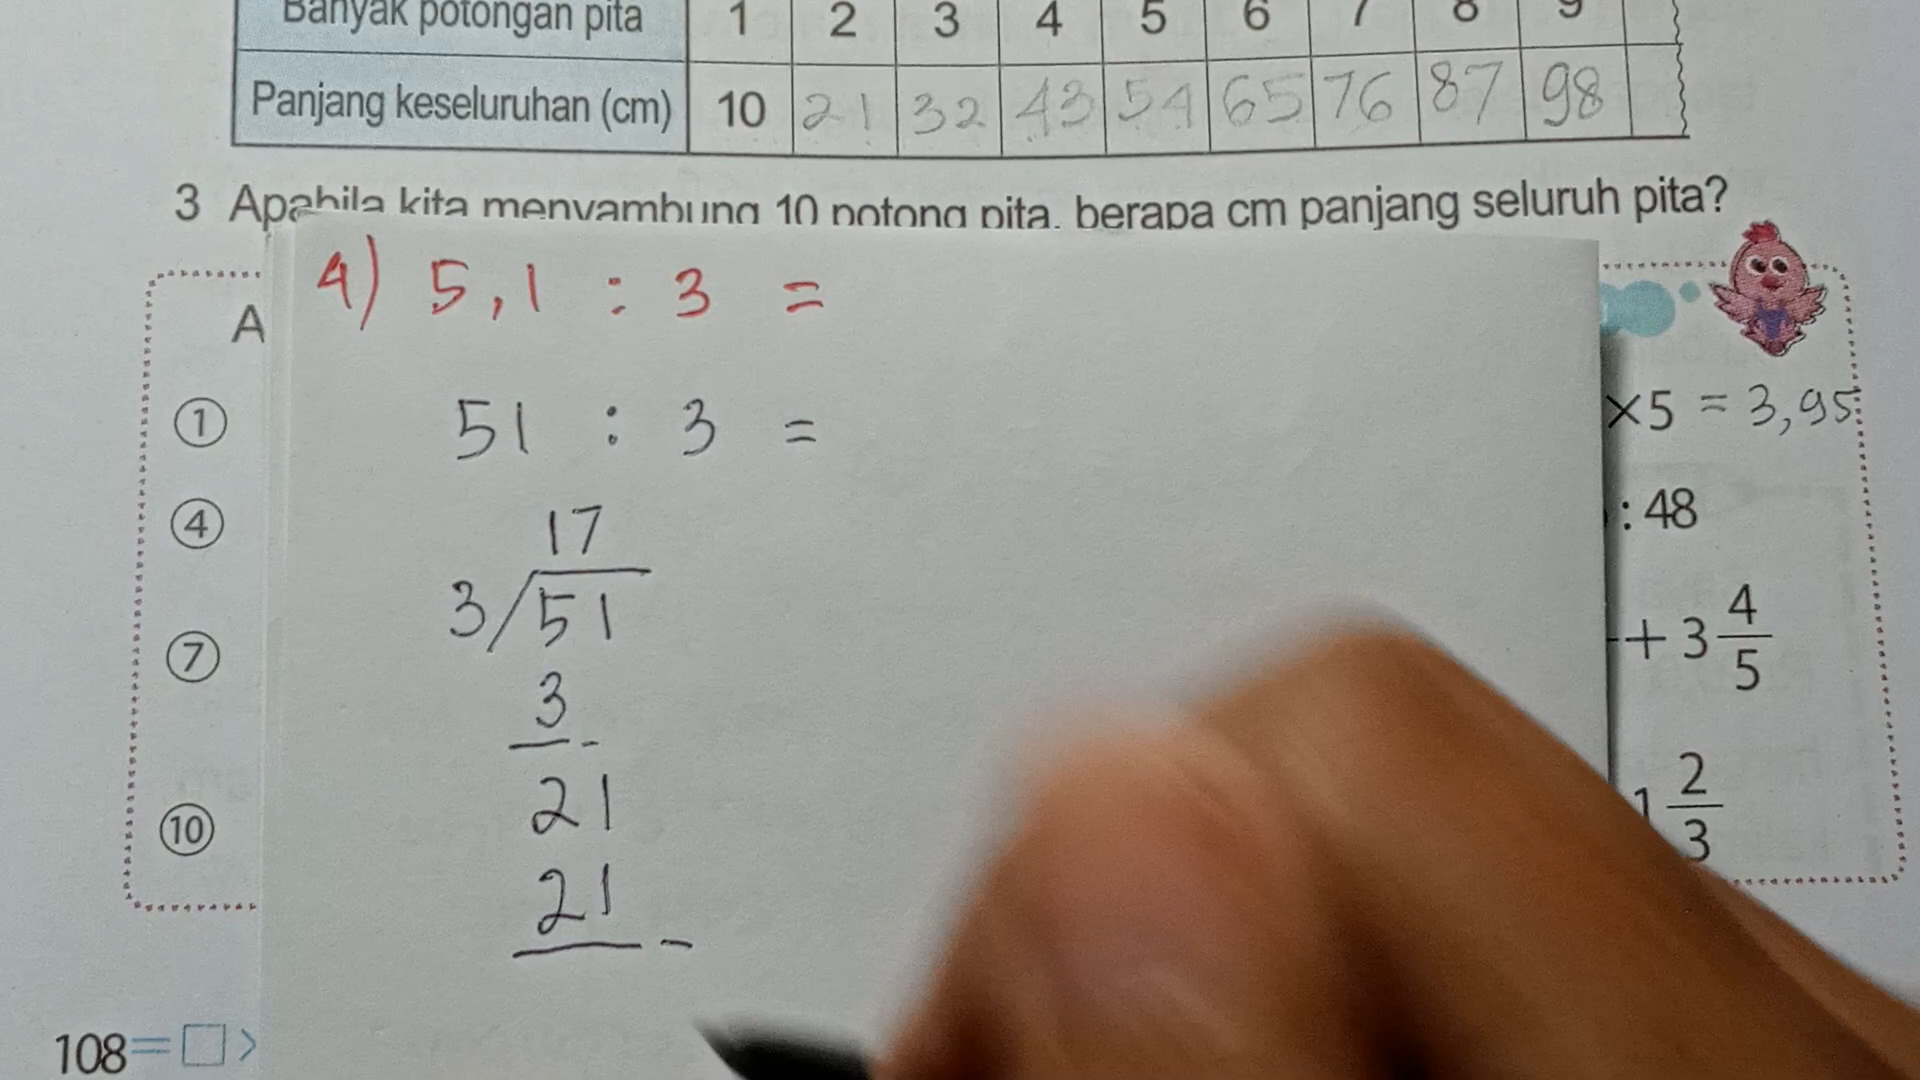 Banyak potongan pita 1 2 3 4 5 6 7 8 9
Panjang keseluruhan (cm) 10 21 32 43 54 65 76 87 98
3 Apabila kita menyambung 10 potong pita, berapa cm panjang seluruh pita?
4) 5,1 : 3 =
A
① 51 : 3 = ×5 = 3,95
④ 17 : 48
3/51
⑦ + 3 4/5
3
-
21
⑩ 1 2/3
21
-
108 = □ >